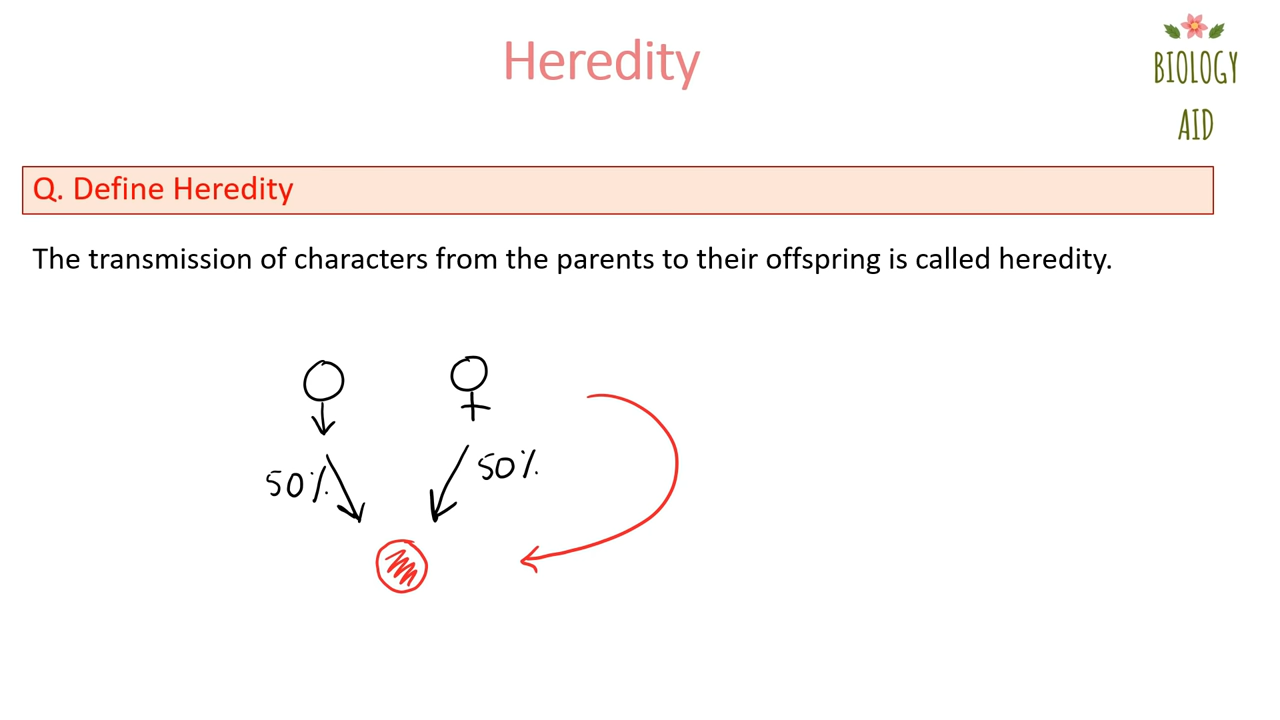 Heredity
BIOLOGY
AID
Q. Define Heredity
The transmission of characters from the parents to their offspring is called heredity.
50%
50%